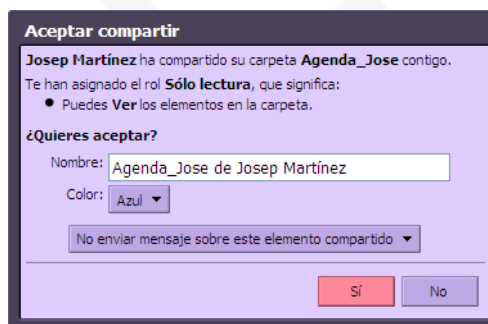 Aceptar compartir
Josep Martínez ha compartido su carpeta Agenda_Jose contigo.
Te han asignado el rol Sólo lectura, que significa:
● Puedes Ver los elementos en la carpeta.
¿Quieres aceptar?
Nombre: Agenda_Jose de Josep Martínez
Color: Azul
No enviar mensaje sobre este elemento compartido
Sí No